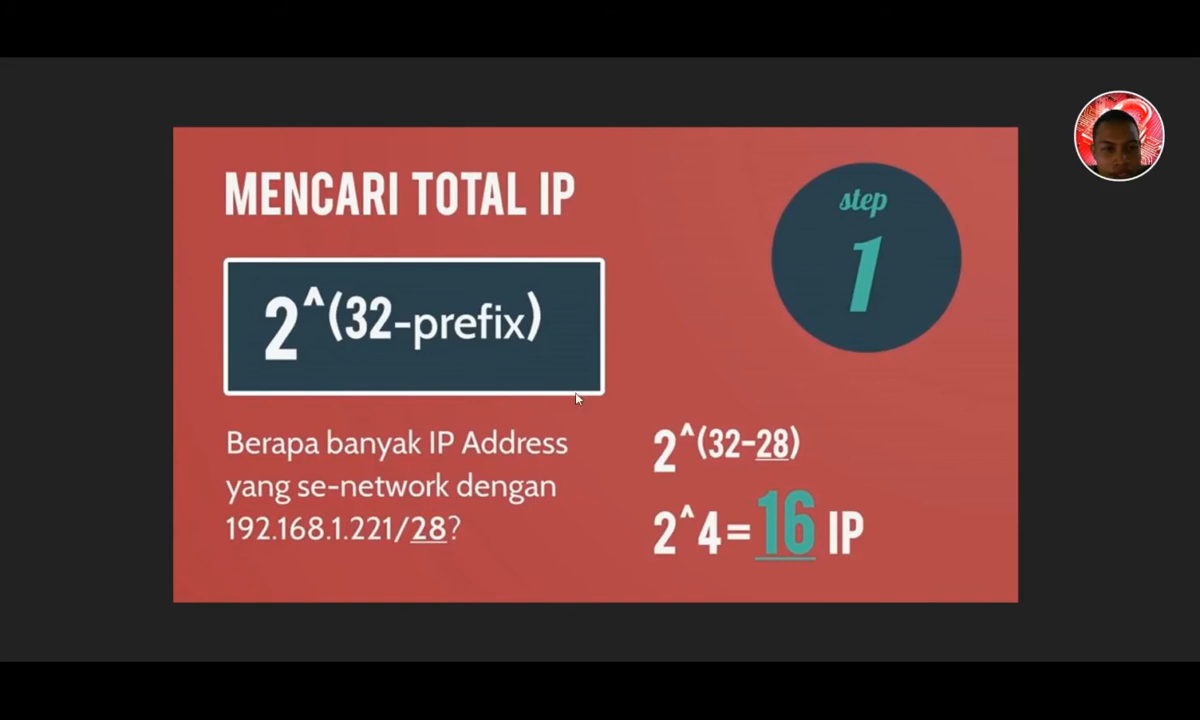 MENCARI TOTAL IP
step
1
2^(32-prefix)
Berapa banyak IP Address
yang se-network dengan
192.168.1.221/28?
2^(32-28)
2^4=16 IP